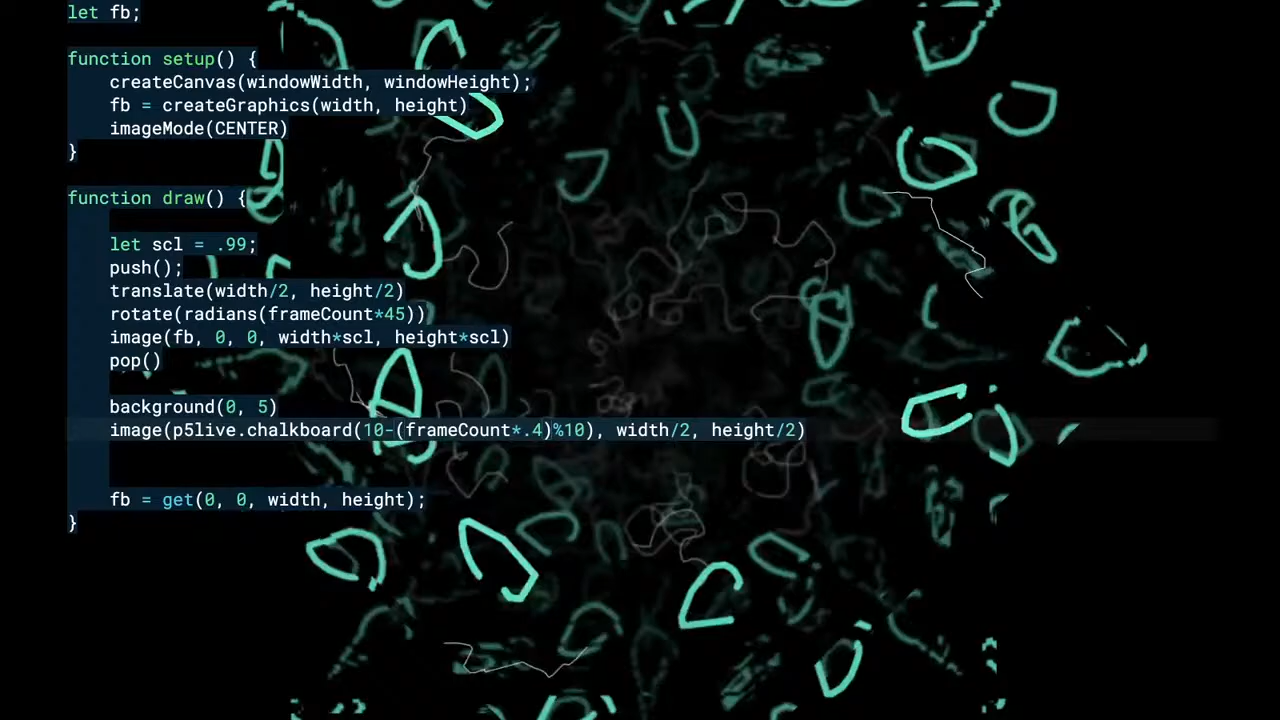 let fb;
function setup() {
createCanvas(windowWidth, windowHeight);
fb = createGraphics(width, height)
imageMode(CENTER)
}
function draw() {
let scl = .99;
push();
translate(width/2, height/2)
rotate(radians(frameCount*45))
image(fb, 0, 0, width*scl, height*scl)
pop()
background(0, 5)
image(p5live.chalkboard(10-(frameCount*.4)%10), width/2, height/2)
fb = get(0, 0, width, height);
}